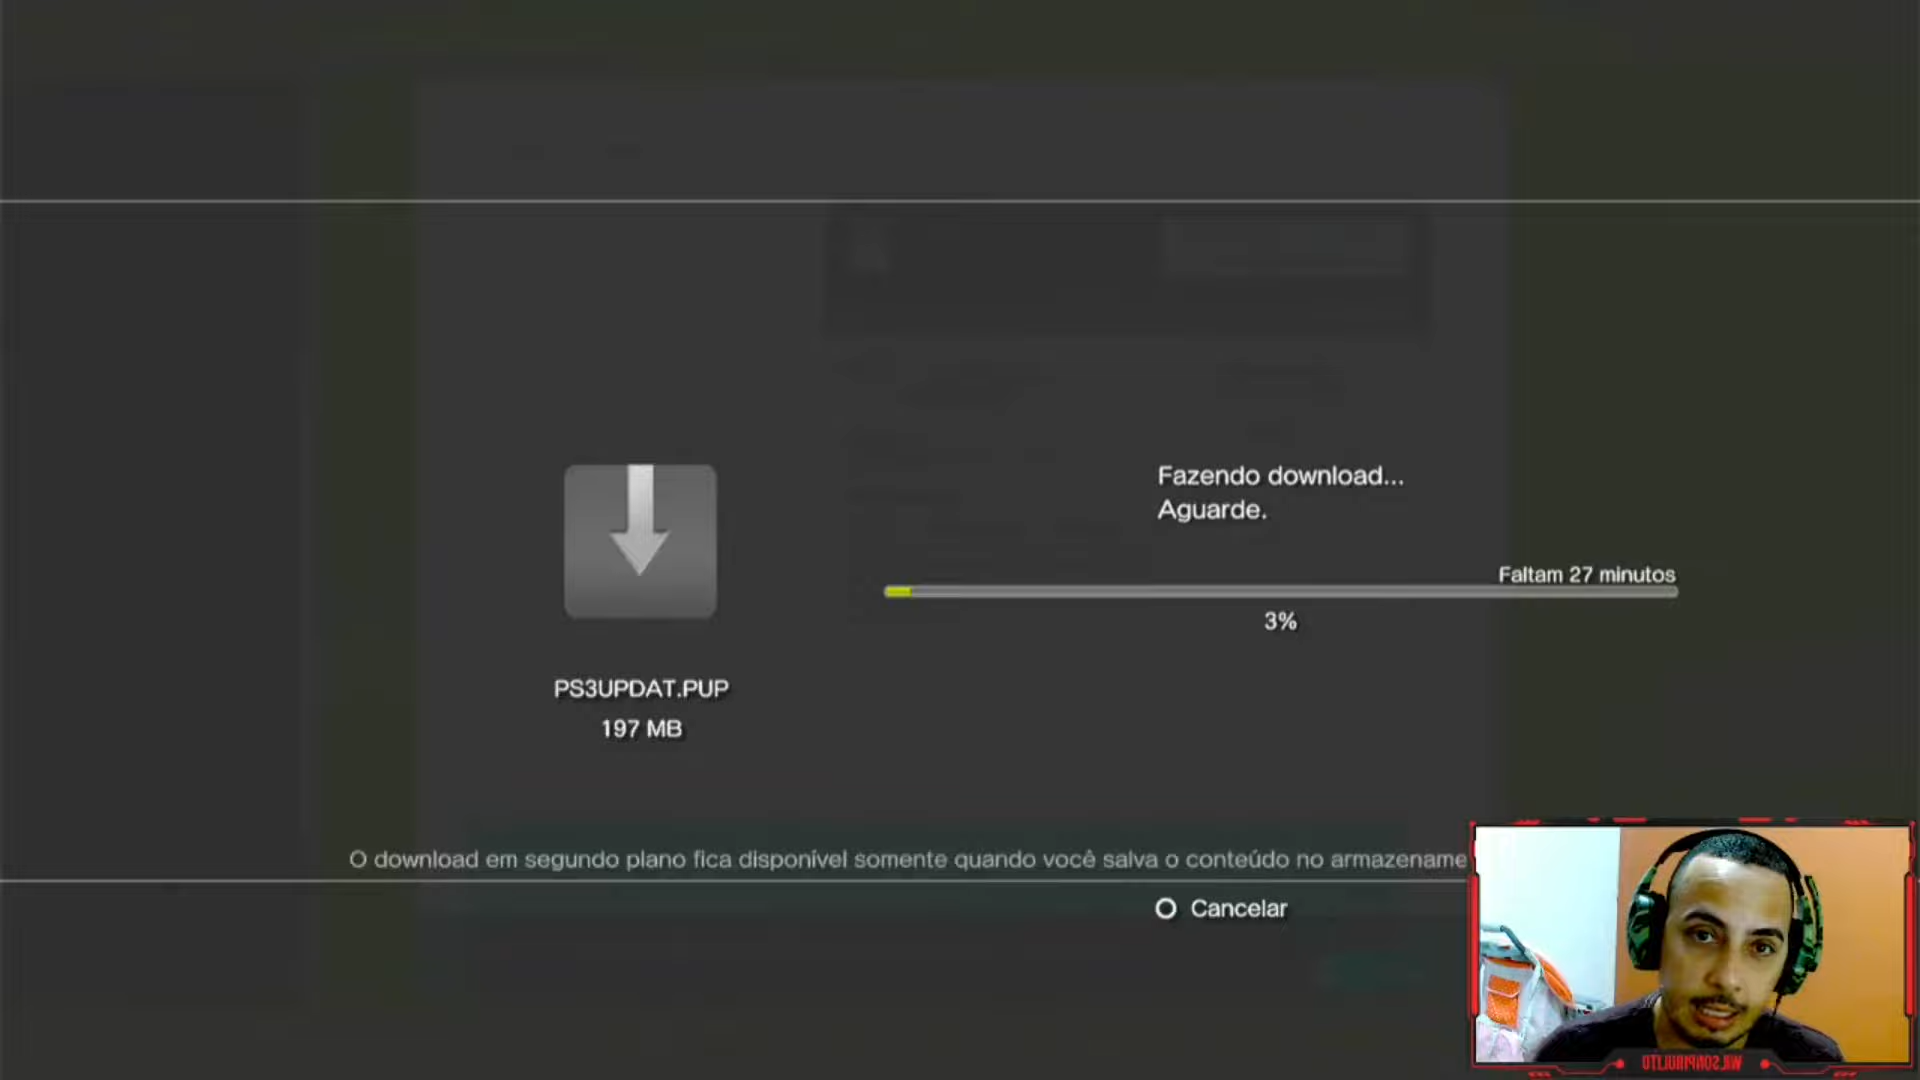 Fazendo download...
Aguarde.
Faltam 27 minutos
3%
PS3UPDAT.PUP
197 MB
O download em segundo plano fica disponível somente quando você salva o conteúdo no armazename
Cancelar
WILSONPIRULITO